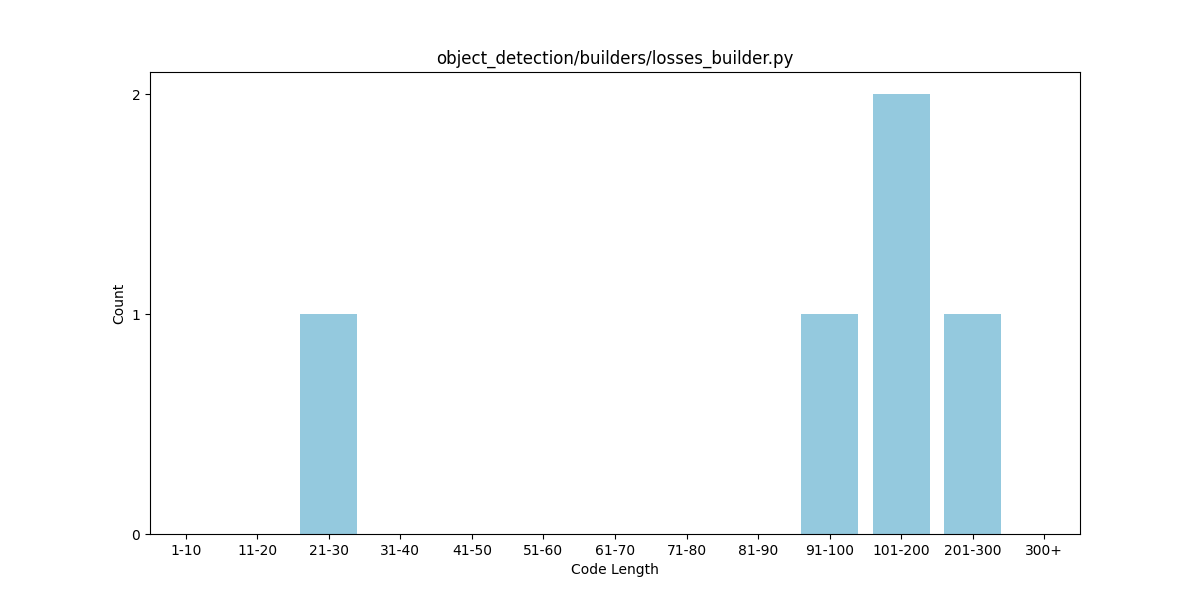 object_detection/builders/losses_builder.py
Count
2
1
0
1-10 11-20 21-30 31-40 41-50 51-60 61-70 71-80 81-90 91-100 101-200 201-300 300+
Code Length